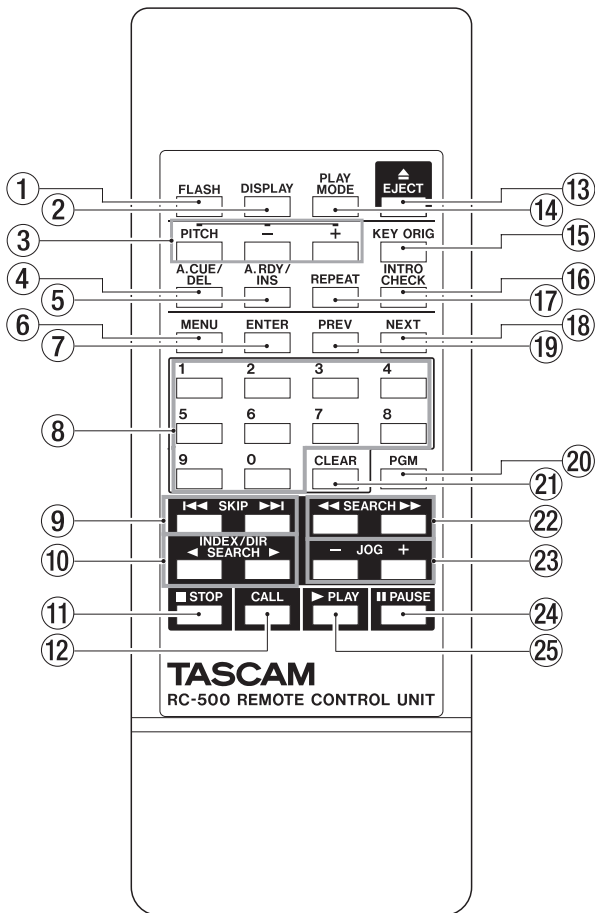 FLASH DISPLAY PLAY MODE ▲ EJECT
PITCH − + KEY ORIG
A.CUE/DEL A.RDY/INS REPEAT INTRO CHECK
MENU ENTER PREV NEXT
1 2 3 4
5 6 7 8
9 0 CLEAR PGM
I◀◀ SKIP ▶▶I ◀◀ SEARCH ▶▶
INDEX/DIR
◀ SEARCH ▶ − JOG +
■ STOP CALL ▶ PLAY II PAUSE
TASCAM
RC-500 REMOTE CONTROL UNIT
1
2
3
4
5
6
7
8
9
10
11
12
13
14
15
16
17
18
19
20
21
22
23
24
25